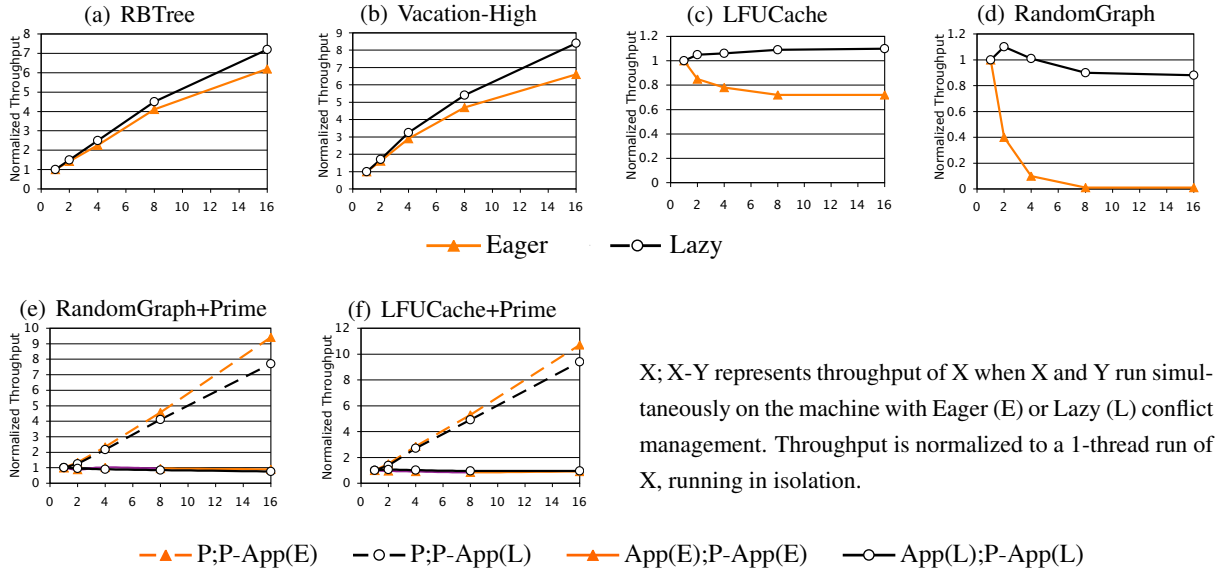 (a) RBTree
(b) Vacation-High
(c) LFUCache
(d) RandomGraph
Normalized Throughput
8
7
6
5
4
3
2
1
0
0 2 4 6 8 10 12 14 16
Normalized Throughput
9
8
7
6
5
4
3
2
1
0
0 2 4 6 8 10 12 14 16
Normalized Throughput
1.2
1
0.8
0.6
0.4
0.2
0
0 2 4 6 8 10 12 14 16
Normalized Throughput
1.2
1
0.8
0.6
0.4
0.2
0
0 2 4 6 8 10 12 14 16
Eager Lazy
(e) RandomGraph+Prime
(f) LFUCache+Prime
Normalized Throughput
10
9
8
7
6
5
4
3
2
1
0
0 2 4 6 8 10 12 14 16
Normalized Throughput
12
10
8
6
4
2
0
0 2 4 6 8 10 12 14 16
X; X-Y represents throughput of X when X and Y run simul-
taneously on the machine with Eager (E) or Lazy (L) conflict
management. Throughput is normalized to a 1-thread run of
X, running in isolation.
P;P-App(E) P;P-App(L) App(E);P-App(E) App(L);P-App(L)